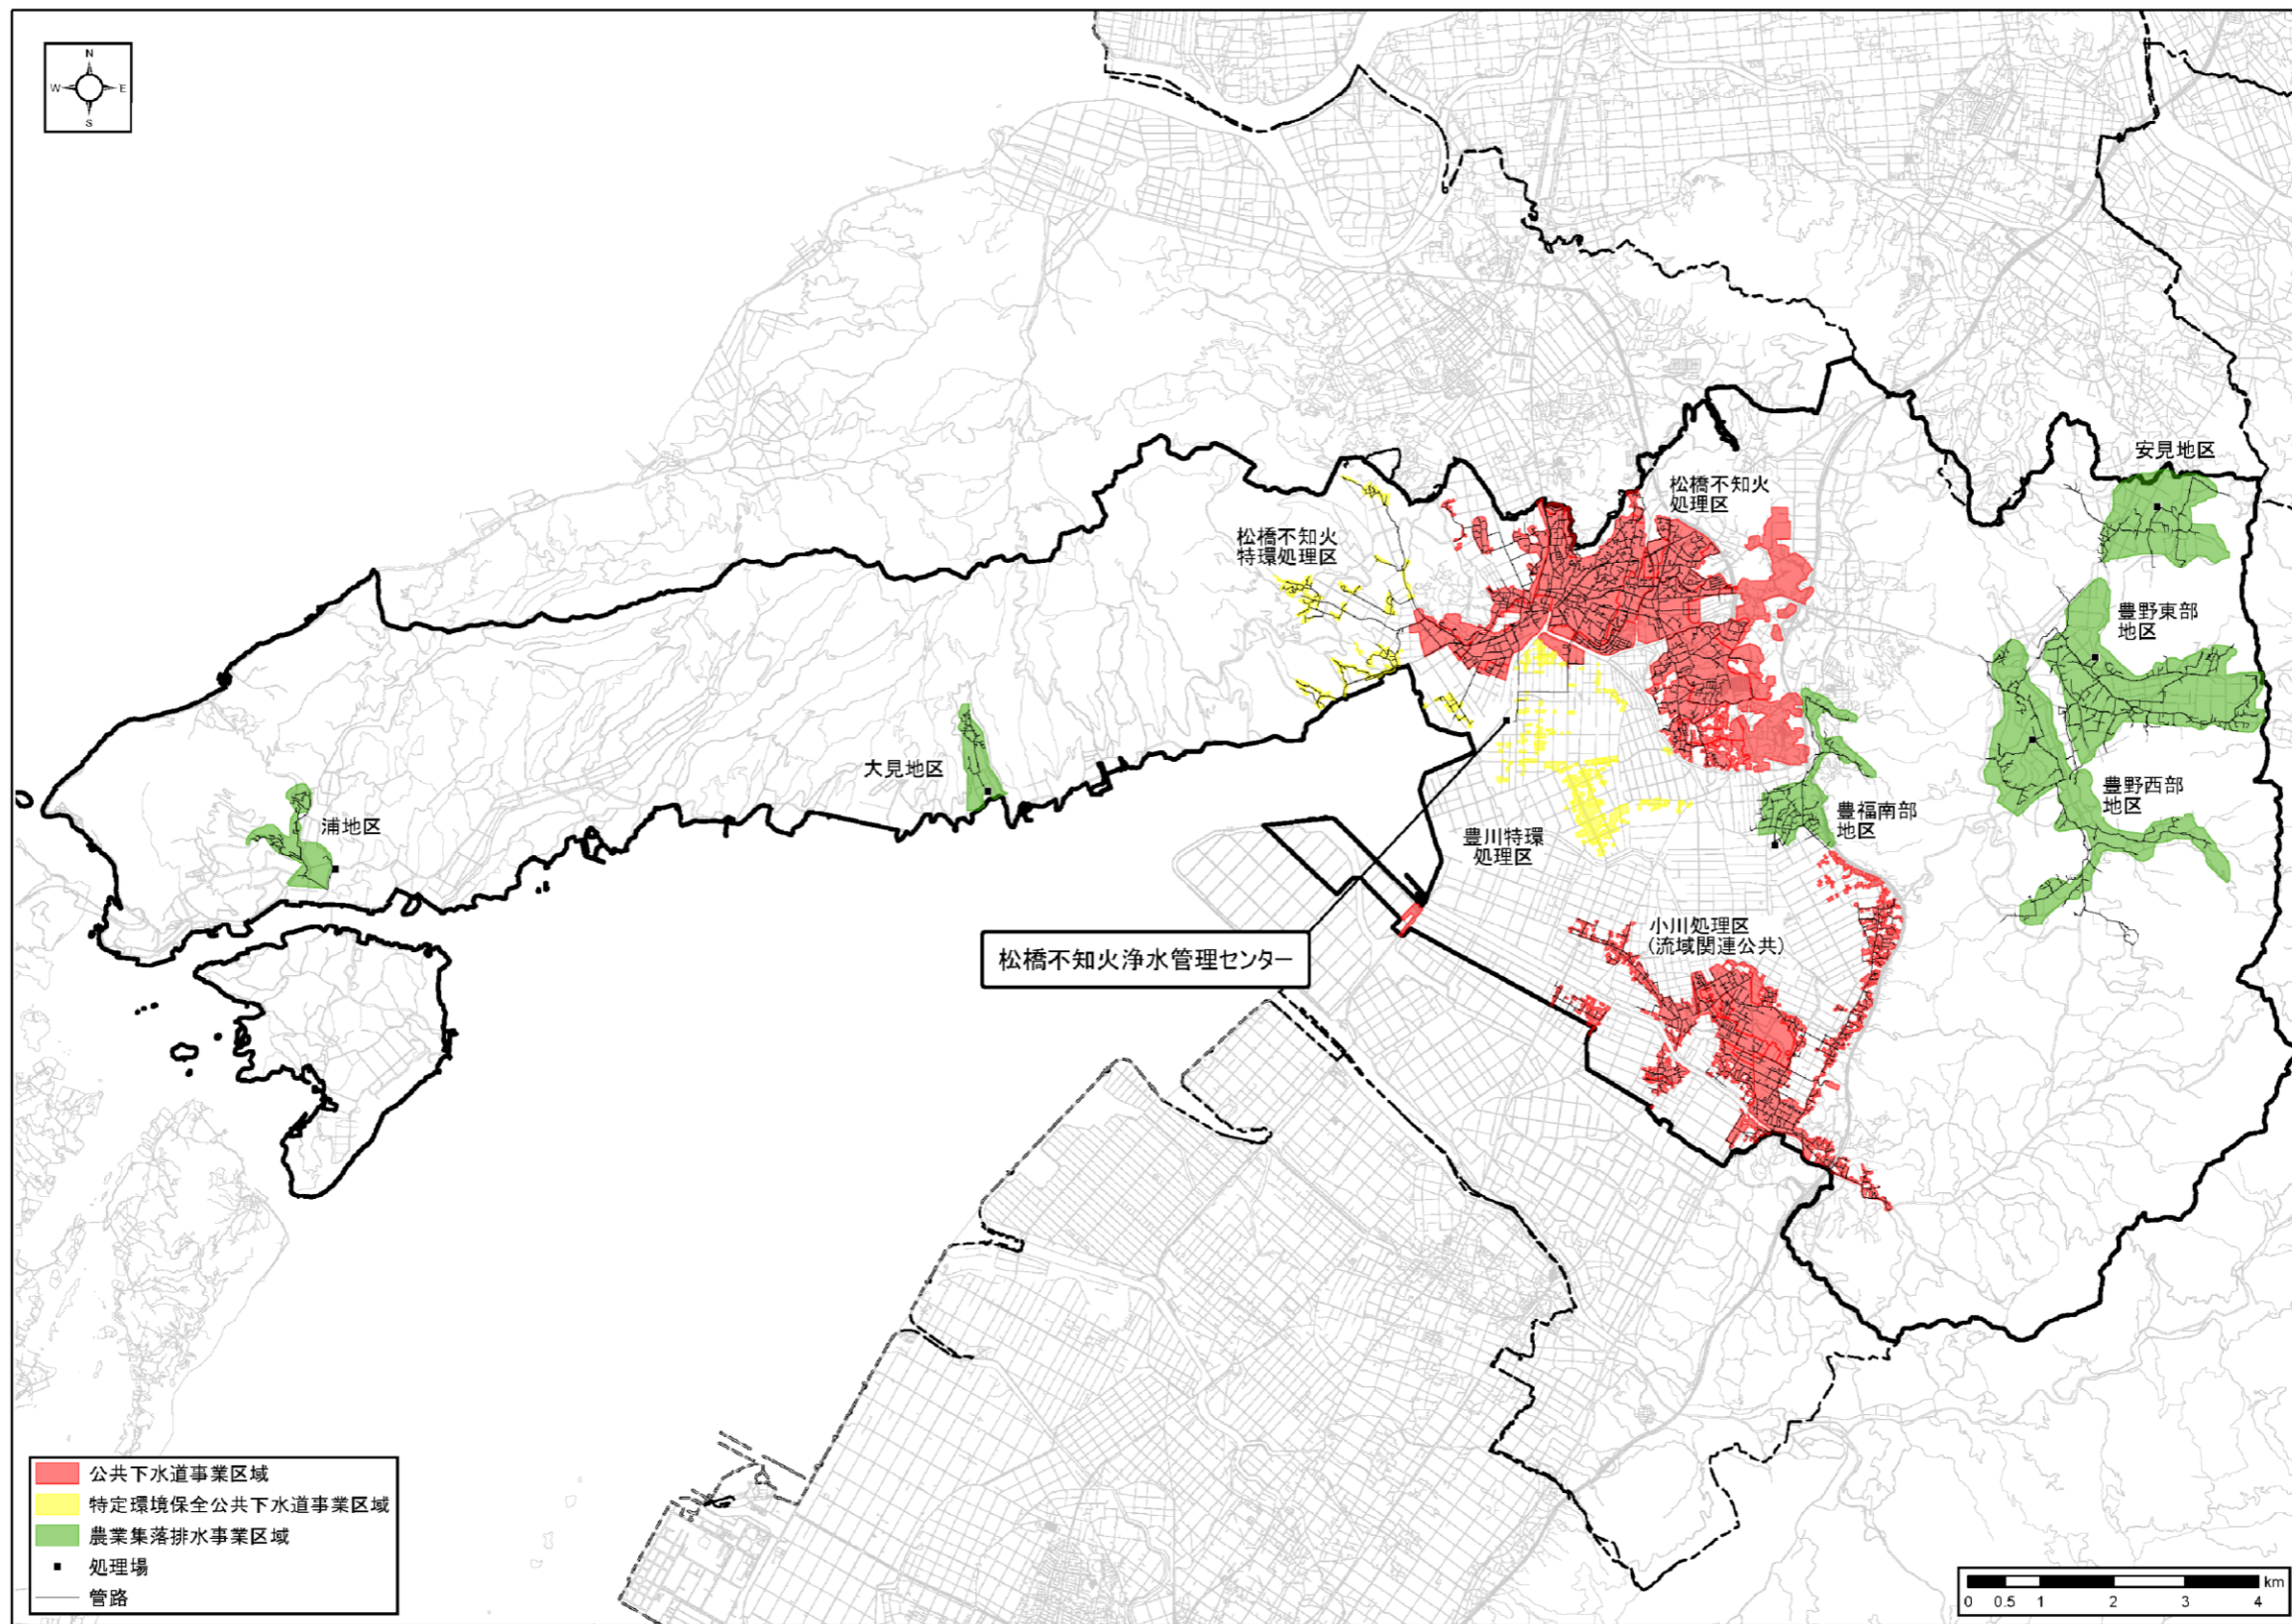 N
W
E
S
安見地区
松橋不知火
処理区
松橋不知火
特環処理区
豊野東部
地区
大見地区
豊野西部
地区
浦地区
豊福南部
地区
豊川特環
処理区
小川処理区
(流域関連公共)
松橋不知火浄水管理センター
公共下水道事業区域
特定環境保全公共下水道事業区域
農業集落排水事業区域
処理場
管路
km
0 0.5 1 2 3 4